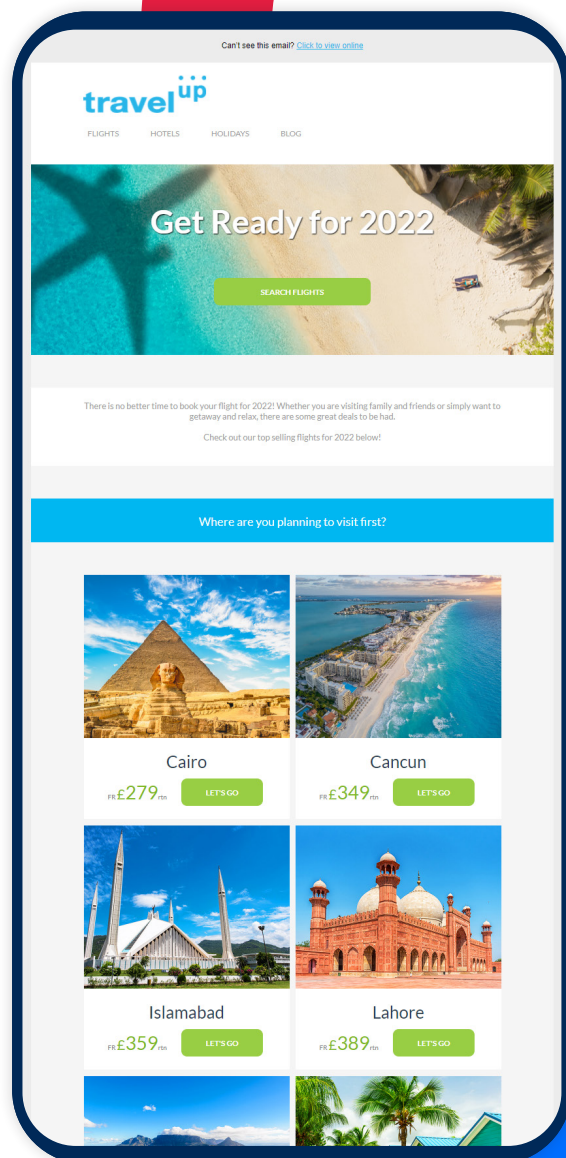 Can't see this email? Click to view online
travel up
FLIGHTS HOTELS HOLIDAYS BLOG
Get Ready for 2022
SEARCH FLIGHTS
There is no better time to book your flight for 2022! Whether you are visiting family and friends or simply want to
getaway and relax, there are some great deals to be had.
Check out our top selling flights for 2022 below!
Where are you planning to visit first?
Cairo
FR £279 rtn LET'S GO
Cancun
FR £349 rtn LET'S GO
Islamabad
FR £359 rtn LET'S GO
Lahore
FR £389 rtn LET'S GO